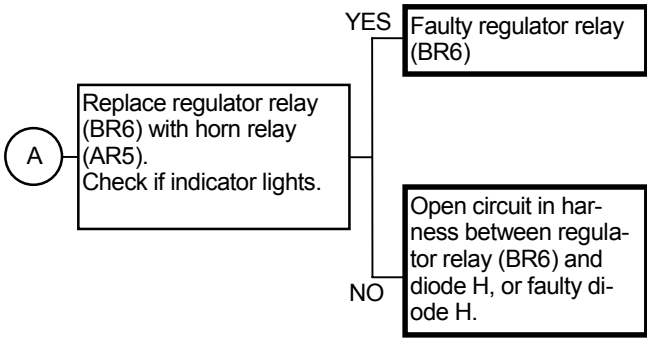 YES
Faulty regulator relay
(BR6)
A
Replace regulator relay
(BR6) with horn relay
(AR5).
Check if indicator lights.
NO
Open circuit in har-
ness between regula-
tor relay (BR6) and
diode H, or faulty di-
ode H.